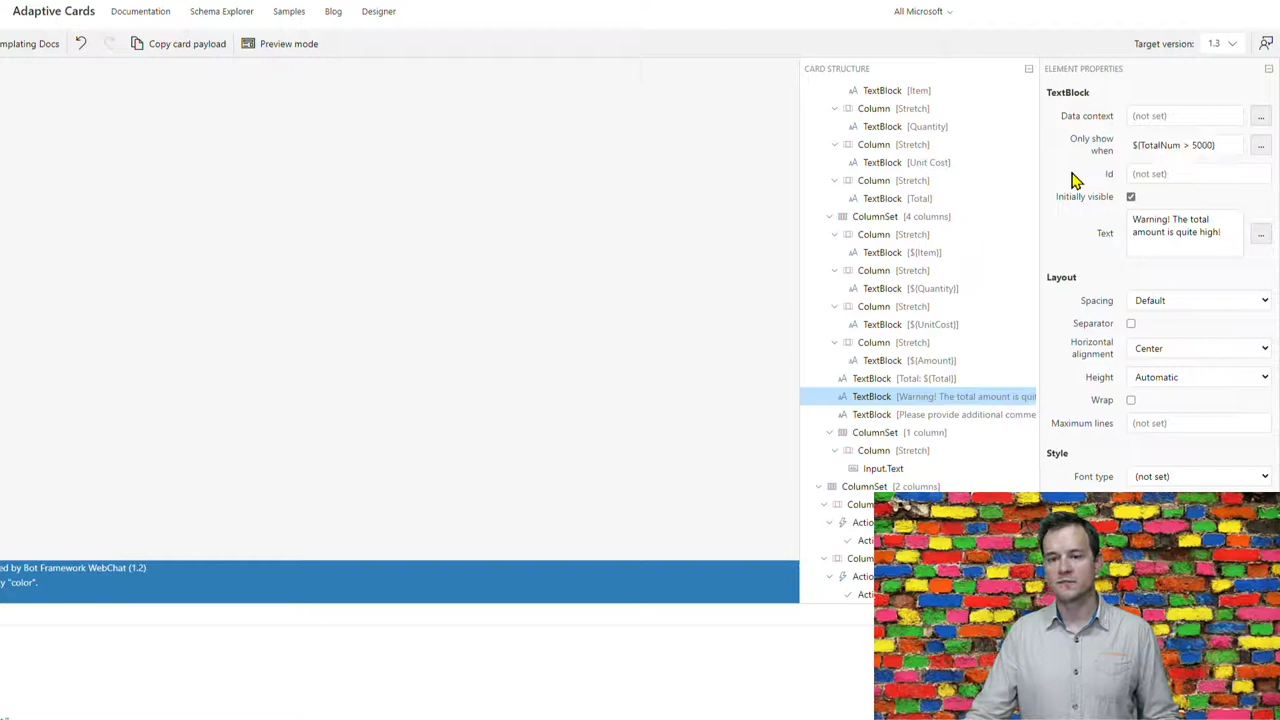 Adaptive Cards Documentation Schema Explorer Samples Blog Designer All Microsoft
mplating Docs Copy card payload Preview mode Target version: 1.3
CARD STRUCTURE
TextBlock [Item]
Column [Stretch]
TextBlock [Quantity]
Column [Stretch]
TextBlock [Unit Cost]
Column [Stretch]
TextBlock [Total]
ColumnSet [4 columns]
Column [Stretch]
TextBlock [${Item}]
Column [Stretch]
TextBlock [${Quantity}]
Column [Stretch]
TextBlock [${UnitCost}]
Column [Stretch]
TextBlock [${Amount}]
TextBlock [Total: ${Total}]
TextBlock [Warning! The total amount is qui
TextBlock [Please provide additional comme
ColumnSet [1 column]
Column [Stretch]
Input.Text
ColumnSet [2 columns]
Colum
Actio
Acti
Colum
Actio
Acti
ELEMENT PROPERTIES
TextBlock
Data context (not set) ...
Only show when ${TotalNum > 5000} ...
Id (not set)
Initially visible
Text Warning! The total
amount is quite high! ...
Layout
Spacing Default
Separator
Horizontal alignment Center
Height Automatic
Wrap
Maximum lines (not set)
Style
Font type (not set)
ed by Bot Framework WebChat (1.2)
y "color".